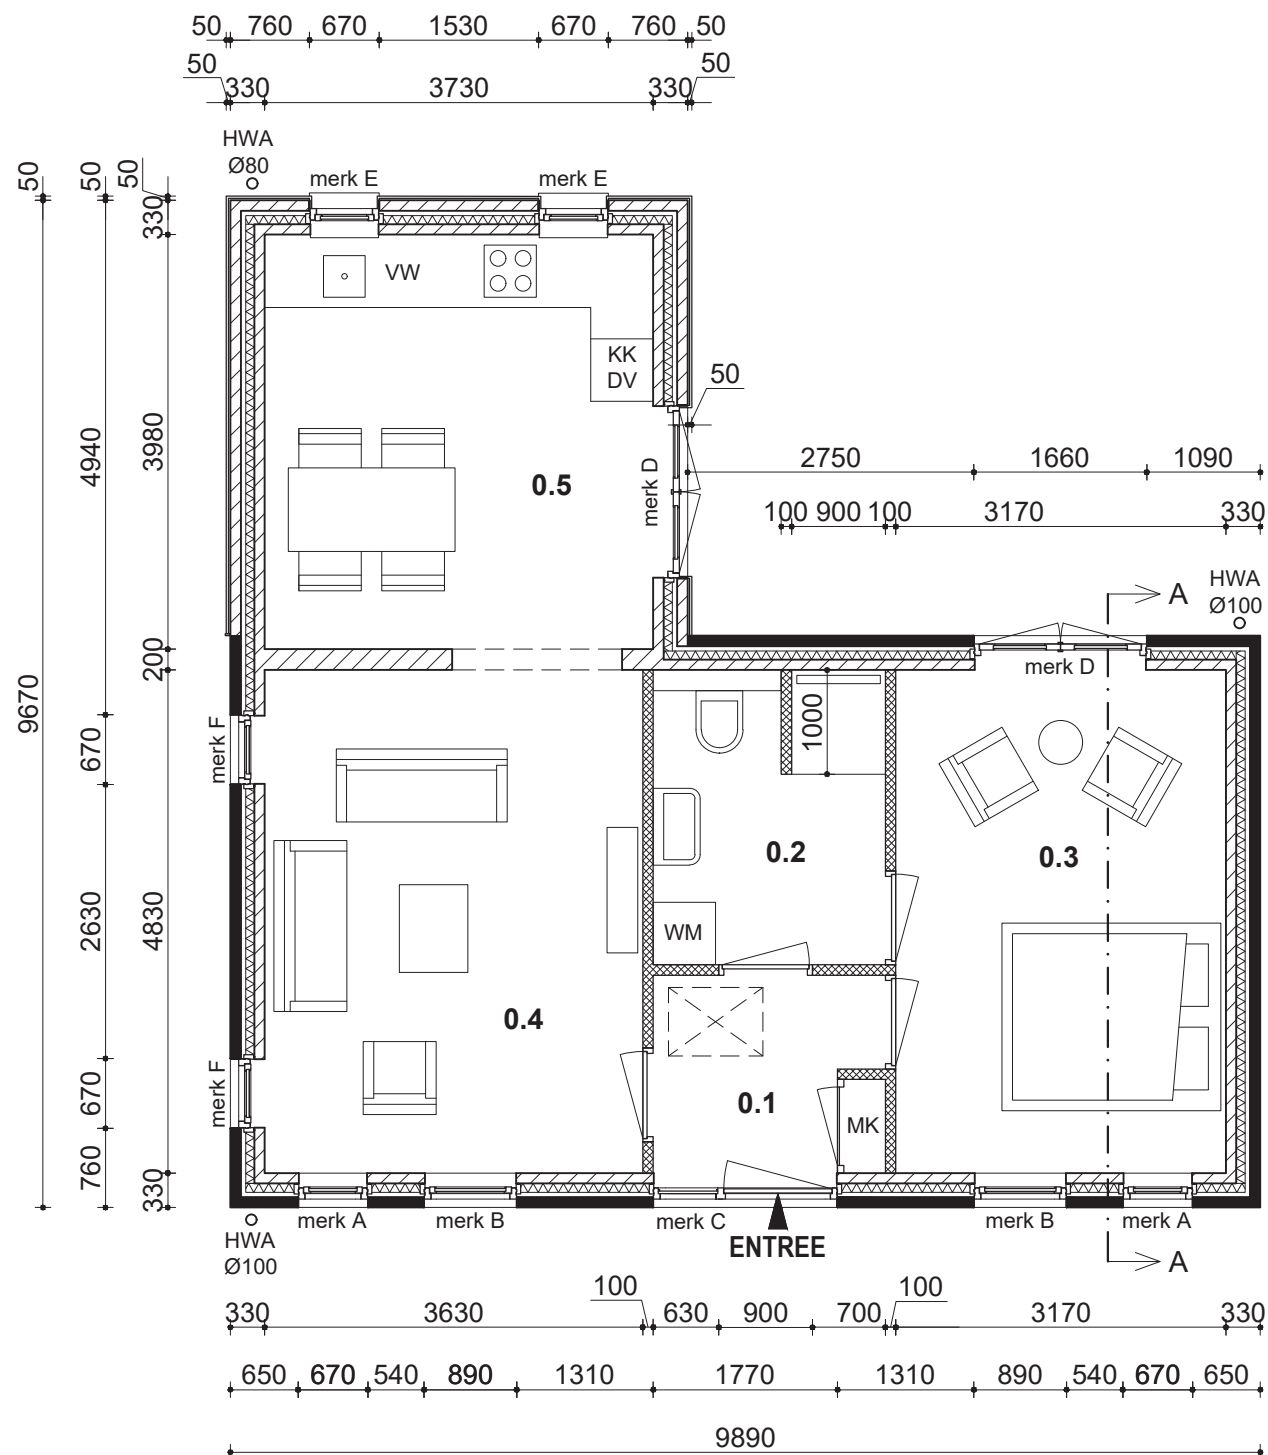 50 760 670 1530 670 760 50
50 330 3730 330 50
HWA
Ø80
merk E
merk E
50
50
50
330
VW
KK
DV
50
4940
3980
merk D
0.5
2750 1660 1090
100 900 100 3170 330
HWA
Ø100
A
200
9670
merk D
merk F
670
1000
0.2
0.3
2630
4830
WM
0.4
merk F
670
0.1
MK
760
330
merk A
merk B
merk C
merk B
merk A
ENTREE
HWA
Ø100
A
330 3630 100 630 900 700 100 3170 330
650 670 540 890 1310 1770 1310 890 540 670 650
9890